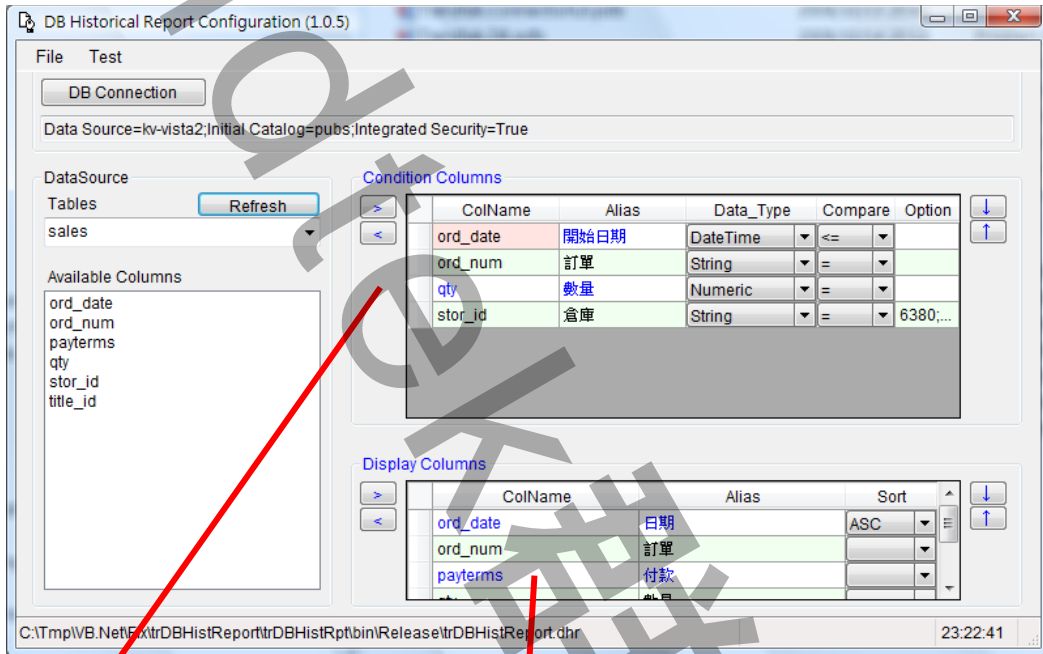 DB Historical Report Configuration (1.0.5)
File Test
DB Connection
Data Source=kv-vista2;Initial Catalog=pubs;Integrated Security=True
DataSource
Tables Refresh
sales
Available Columns
ord_date
ord_num
payterms
qty
stor_id
title_id
Condition Columns
> <
ColName Alias Data_Type Compare Option
ord_date 開始日期 DateTime <=
ord_num 訂單 String =
qty 數量 Numeric =
stor_id 倉庫 String = 6380;...
↓ ↑
Display Columns
> <
ColName Alias Sort
ord_date 日期 ASC
ord_num 訂單
payterms 付款
↓ ↑
C:\Tmp\VB.Net\Fix\trDBHistReport\trDBHistRpt\bin\Release\trDBHistReport.dhr 23:22:41